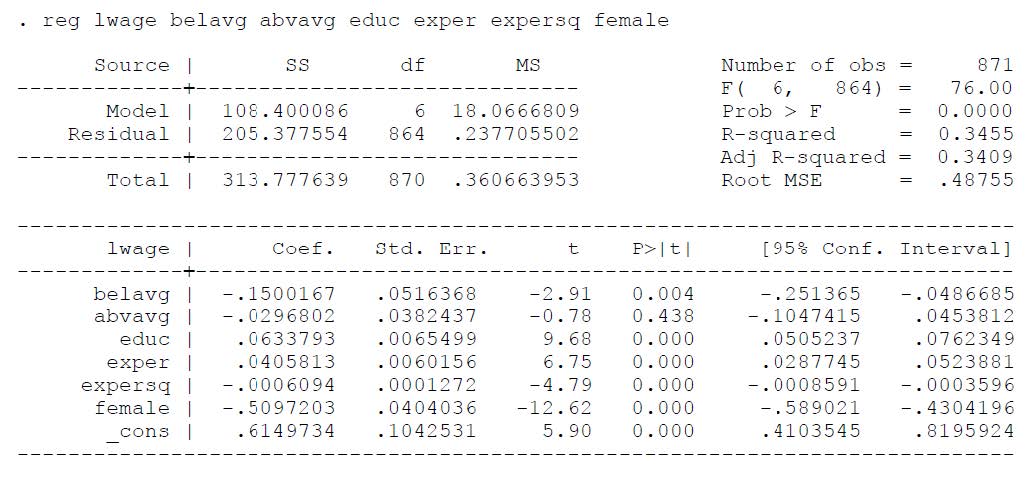 . reg lwage belavg abvavg educ exper expersq female
Source | SS df MS Number of obs = 871
-------------+------------------------------ F( 6, 864) = 76.00
Model | 108.400086 6 18.0666809 Prob > F = 0.0000
Residual | 205.377554 864 .237705502 R-squared = 0.3455
-------------+------------------------------ Adj R-squared = 0.3409
Total | 313.777639 870 .360663953 Root MSE = .48755
------------------------------------------------------------------------------
lwage | Coef. Std. Err. t P>|t| [95% Conf. Interval]
-------------+----------------------------------------------------------------
belavg | -.1500167 .0516368 -2.91 0.004 -.251365 -.0486685
abvavg | -.0296802 .0382437 -0.78 0.438 -.1047415 .0453812
educ | .0633793 .0065499 9.68 0.000 .0505237 .0762349
exper | .0405813 .0060156 6.75 0.000 .0287745 .0523881
expersq | -.0006094 .0001272 -4.79 0.000 -.0008591 -.0003596
female | -.5097203 .0404036 -12.62 0.000 -.589021 -.4304196
_cons | .6149734 .1042531 5.90 0.000 .4103545 .8195924
------------------------------------------------------------------------------